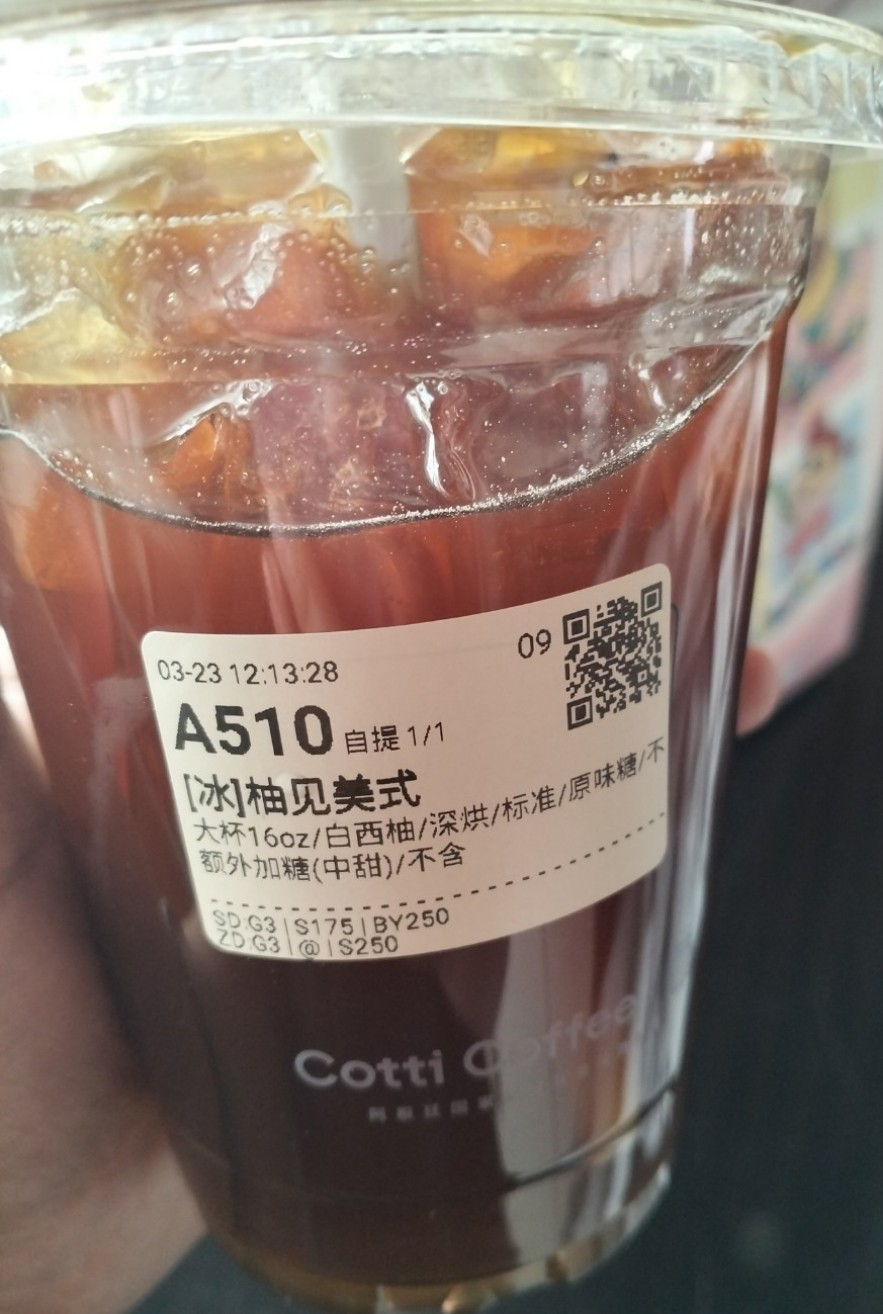 03-23 12:13:28
09
A510 自提 1/1
[冰]柚见美式
大杯16oz/白西柚/深烘/标准/原味糖/不
额外加糖(中甜)/不含
SD:G3|S175|BY250
ZD:G3|@|S250
Cotti Coffee